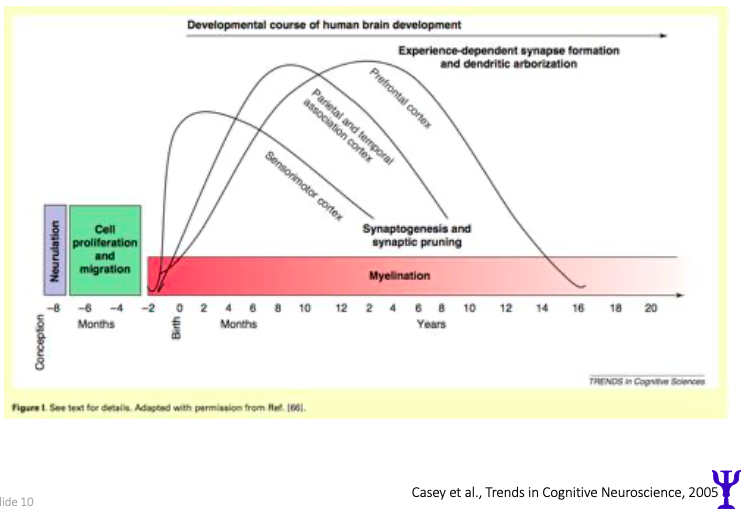 Developmental course of human brain development
Experience-dependent synapse formation
and dendritic arborization
Prefrontal cortex
Parietal and temporal
association cortex
Sensorimotor cortex
Synaptogenesis and
synaptic pruning
Neurulation
Cell
proliferation
and
migration
Myelination
–8 –6 –4 –2 0 2 4 6 8 10 12 2 4 6 8 10 12 14 16 18 20
Conception
Months
Birth
Months
Years
TRENDS in Cognitive Sciences
Figure I. See text for details. Adapted with permission from Ref. [66].
Casey et al., Trends in Cognitive Neuroscience, 2005
lide 10